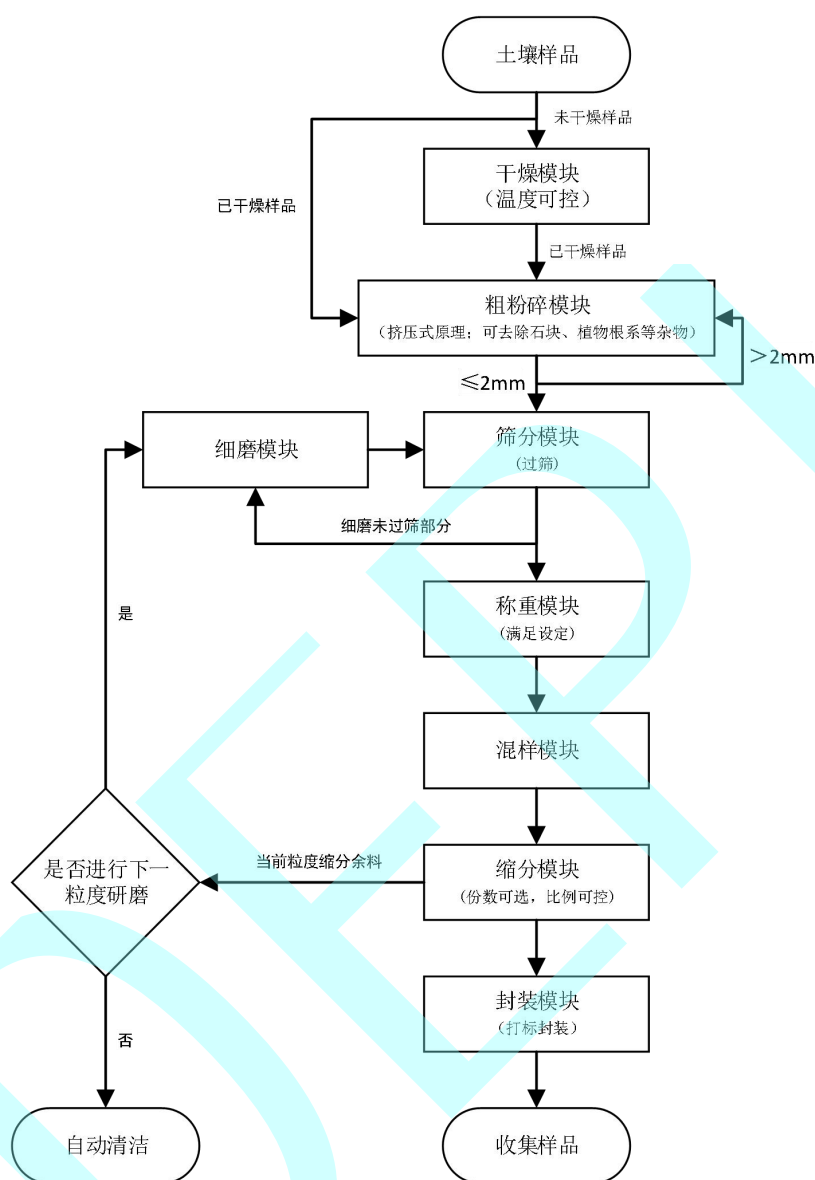 土壤样品
未干燥样品
干燥模块
（温度可控）
已干燥样品
已干燥样品
粗粉碎模块
（挤压式原理；可去除石块、植物根系等杂物）
＞2mm
≤2mm
细磨模块
筛分模块
（过筛）
细磨未过筛部分
称重模块
（满足设定）
是
混样模块
是否进行下一
粒度研磨
当前粒度缩分余料
缩分模块
（份数可选，比例可控）
封装模块
（打标封装）
否
自动清洁
收集样品